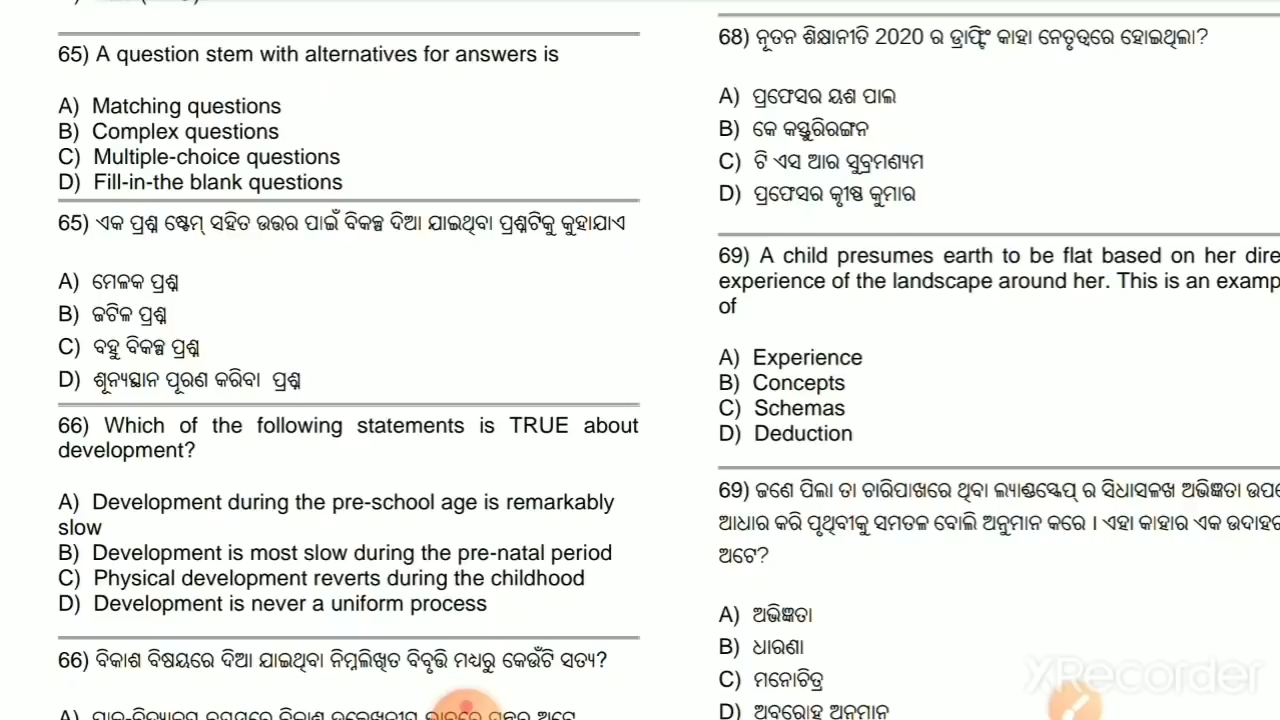 65) A question stem with alternatives for answers is
A) Matching questions
B) Complex questions
C) Multiple-choice questions
D) Fill-in-the blank questions
65) ଏକ ପ୍ରଶ୍ନ ଷ୍ଟେମ୍ ସହିତ ଉତ୍ତର ପାଇଁ ବିକଳ୍ପ ଦିଆ ଯାଇଥିବା ପ୍ରଶ୍ନଟିକୁ କୁହାଯାଏ
A) ମେଳକ ପ୍ରଶ୍ନ
B) ଜଟିଳ ପ୍ରଶ୍ନ
C) ବହୁ ବିକଳ୍ପ ପ୍ରଶ୍ନ
D) ଶୂନ୍ୟସ୍ଥାନ ପୂରଣ କରିବା ପ୍ରଶ୍ନ
66) Which of the following statements is TRUE about
development?
A) Development during the pre-school age is remarkably
slow
B) Development is most slow during the pre-natal period
C) Physical development reverts during the childhood
D) Development is never a uniform process
66) ବିକାଶ ବିଷୟରେ ଦିଆ ଯାଇଥିବା ନିମ୍ନଲିଖିତ ବିବୃତ୍ତି ମଧ୍ୟରୁ କେଉଁଟି ସତ୍ୟ?
68) ନୂତନ ଶିକ୍ଷାନୀତି 2020 ର ଡ୍ରାଫ୍ଟିଂ କାହା ନେତୃତ୍ୱରେ ହୋଇଥିଲା?
A) ପ୍ରଫେସର ଯଶ ପାଲ
B) କେ କସ୍ତୁରିରଙ୍ଗନ
C) ଟି ଏସ ଆର ସୁବ୍ରମଣ୍ୟମ
D) ପ୍ରଫେସର କ୍ରୀଷ୍ଣ କୁମାର
69) A child presumes earth to be flat based on her dire
experience of the landscape around her. This is an examp
of
A) Experience
B) Concepts
C) Schemas
D) Deduction
69) ଜଣେ ପିଲା ତା ଚାରିପାଖରେ ଥିବା ଲ୍ୟାଣ୍ଡସ୍କେପ୍ ର ସିଧାସଳଖ ଅଭିଜ୍ଞତା ଉପ
ଆଧାର କରି ପୃଥିବୀକୁ ସମତଳ ବୋଲି ଅନୁମାନ କରେ । ଏହା କାହାର ଏକ ଉଦାହ
ଅଟେ?
A) ଅଭିଜ୍ଞତା
B) ଧାରଣା
C) ମନୋଚିତ୍ର
D) ଅବରୋହ ଅନୁମାନ
XRecorder